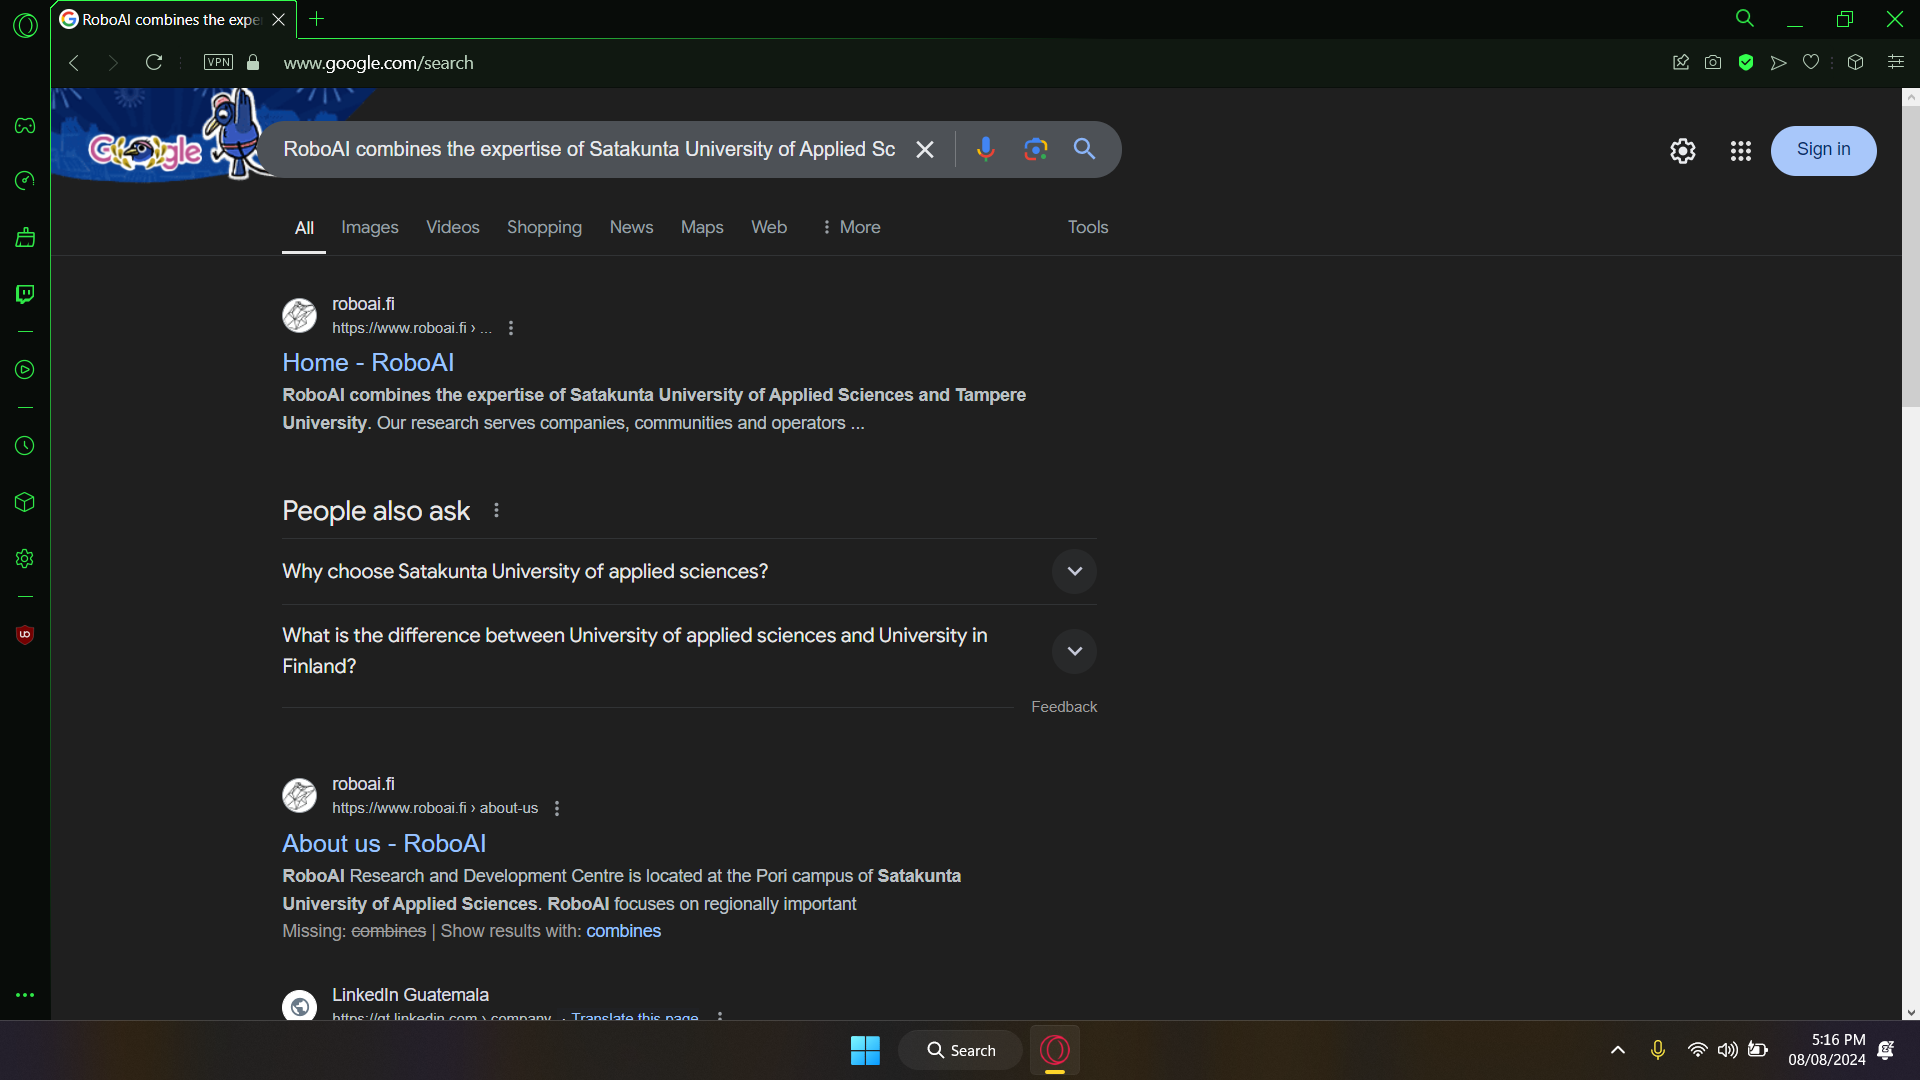 RoboAI combines the expe
VPN
www.google.com/search
Google
RoboAI combines the expertise of Satakunta University of Applied Sc
Sign in
All Images Videos Shopping News Maps Web More Tools
roboai.fi
https://www.roboai.fi › ...
Home - RoboAI
RoboAI combines the expertise of Satakunta University of Applied Sciences and Tampere
University. Our research serves companies, communities and operators ...
People also ask
Why choose Satakunta University of applied sciences?
What is the difference between University of applied sciences and University in
Finland?
Feedback
roboai.fi
https://www.roboai.fi › about-us
About us - RoboAI
RoboAI Research and Development Centre is located at the Pori campus of Satakunta
University of Applied Sciences. RoboAI focuses on regionally important
Missing: combines | Show results with: combines
LinkedIn Guatemala
https://gt.linkedin.com › company · Translate this page
Search
5:16 PM
08/08/2024